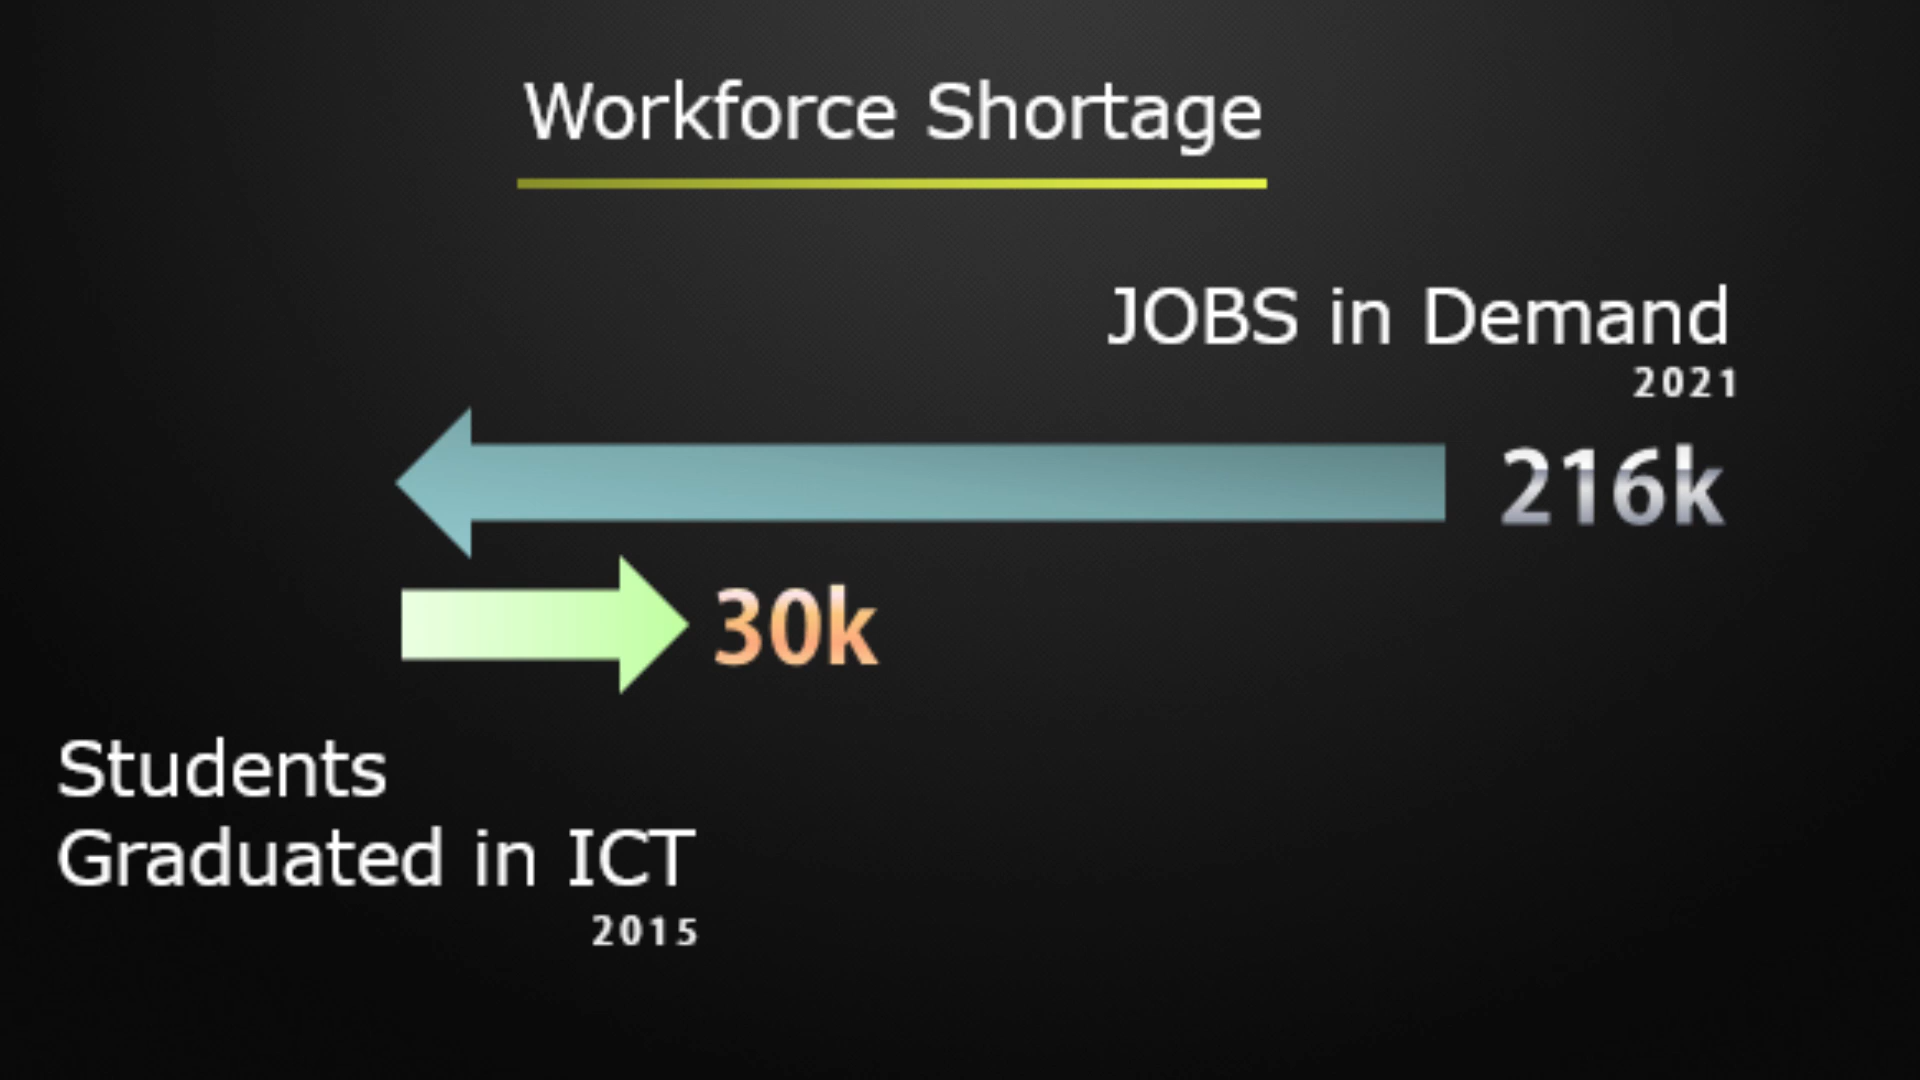 Workforce Shortage
JOBS in Demand
2021
216k
30k
Students
Graduated in ICT
2015